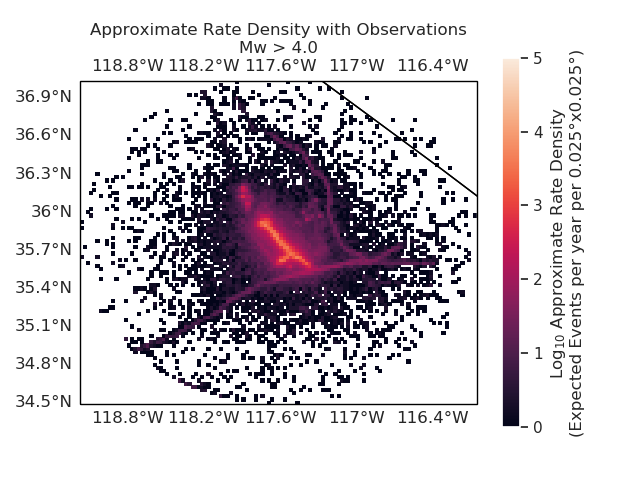 Approximate Rate Density with Observations
Mw > 4.0
118.8°W 118.2°W 117.6°W 117°W 116.4°W
36.9°N
36.6°N
36.3°N
36°N
35.7°N
35.4°N
35.1°N
34.8°N
34.5°N
118.8°W 118.2°W 117.6°W 117°W 116.4°W
5
4
3
2
1
0
Log₁₀ Approximate Rate Density
(Expected Events per year per 0.025°x0.025°)